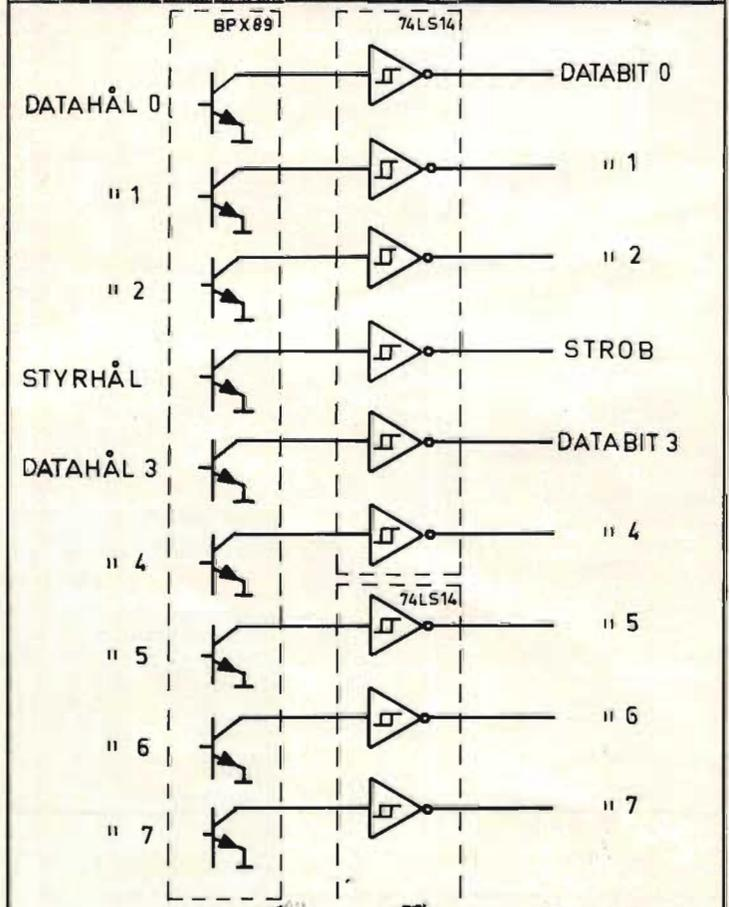 BPX89 74LS14
DATAHÅL 0 DATABIT 0
" 1 " 1
" 2 " 2
STYRHÅL STROB
DATAHÅL 3 DATABIT 3
" 4 " 4
74LS14
" 5 " 5
" 6 " 6
" 7 " 7